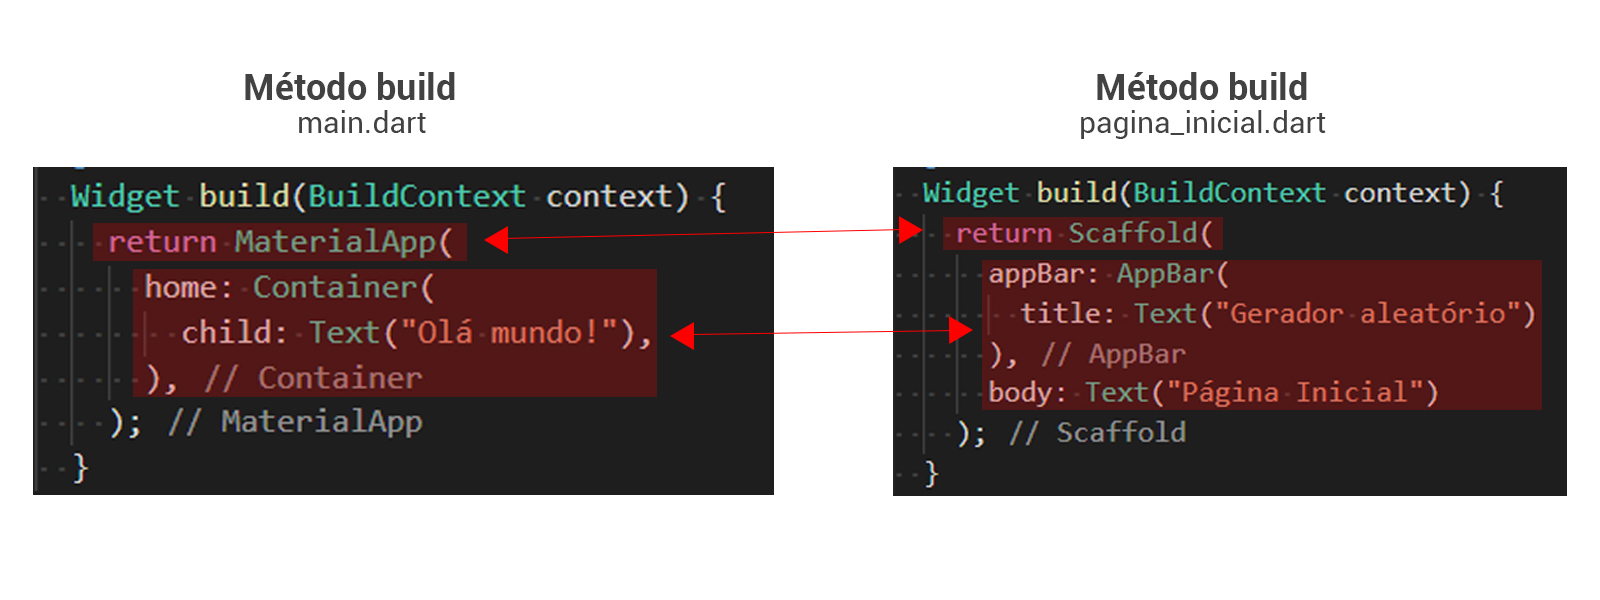 Método build
main.dart
Widget build(BuildContext context) {
return MaterialApp(
home: Container(
child: Text("Olá mundo!"),
), // Container
); // MaterialApp
}
Método build
pagina_inicial.dart
Widget build(BuildContext context) {
return Scaffold(
appBar: AppBar(
title: Text("Gerador aleatório")
), // AppBar
body: Text("Página Inicial")
); // Scaffold
}